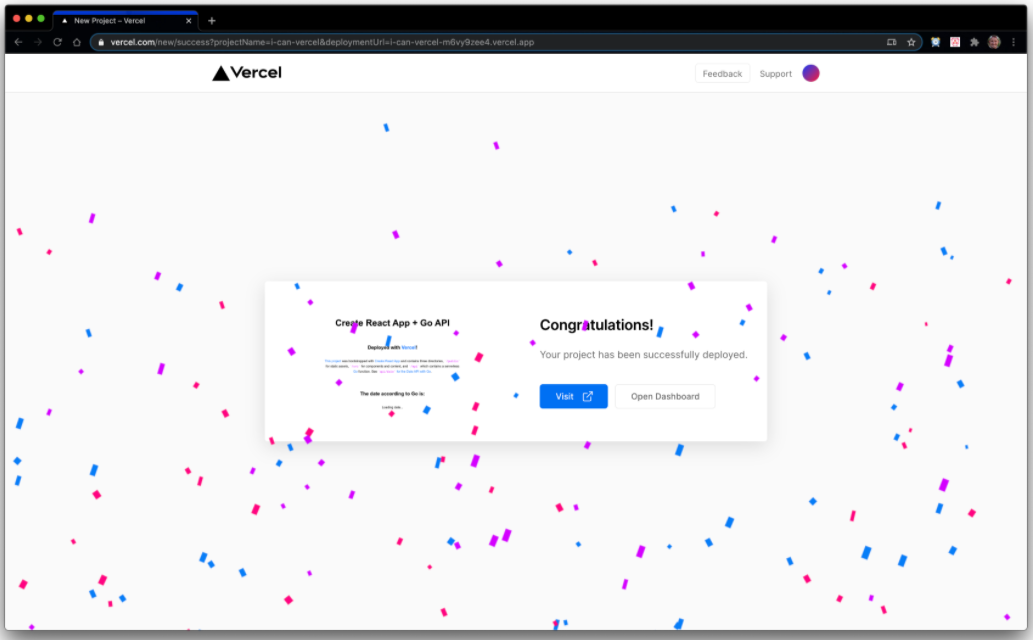 New Project – Vercel
vercel.com/new/success?projectName=i-can-vercel&deploymentUrl=i-can-vercel-m6vy9zee4.vercel.app
Vercel
Feedback
Support
Create React App + Go API
Deployed with Vercel!
The date according to Go is:
Loading date...
Congratulations!
Your project has been successfully deployed.
Visit
Open Dashboard